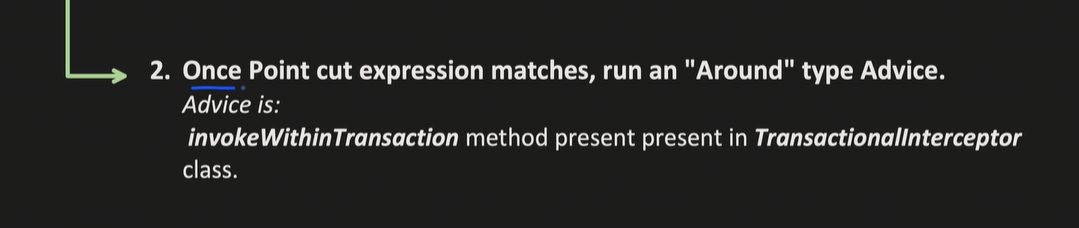 2. Once Point cut expression matches, run an "Around" type Advice.
Advice is:
invokeWithinTransaction method present present in TransactionalInterceptor
class.